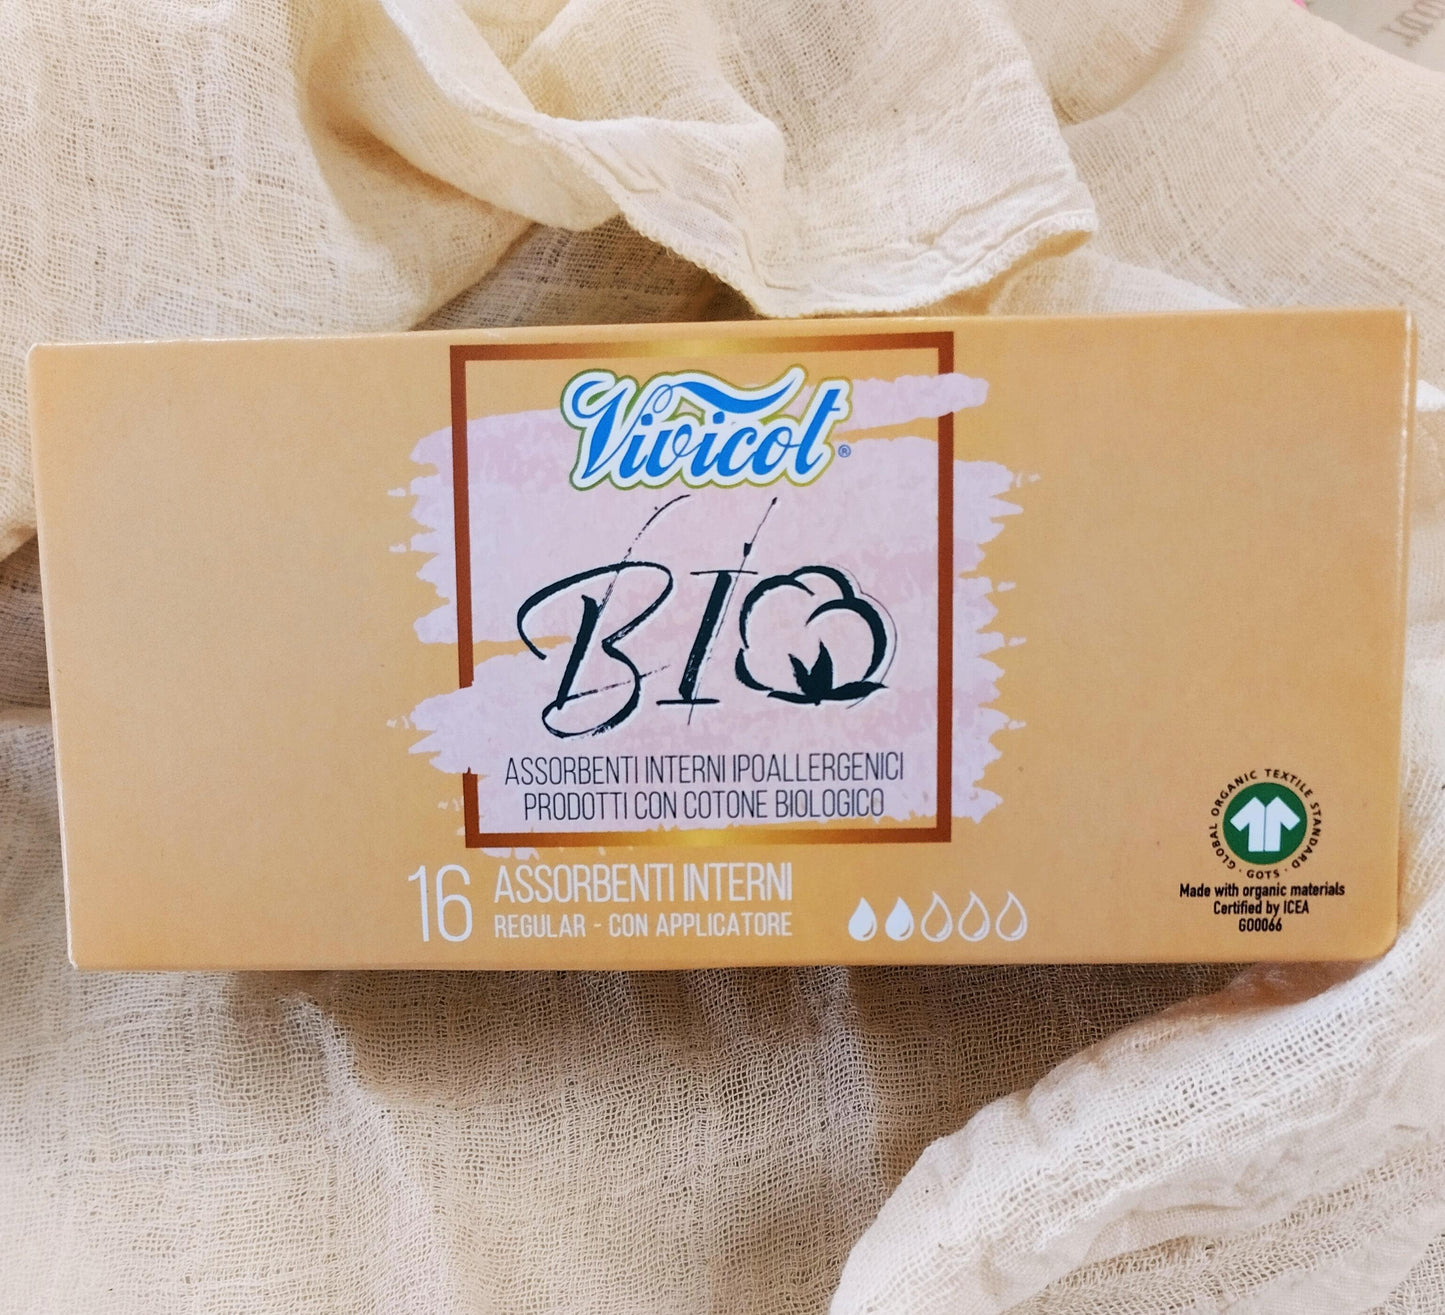 Vivicot®
BIO
ASSORBENTI INTERNI IPOALLERGENICI
PRODOTTI CON COTONE BIOLOGICO
16 ASSORBENTI INTERNI
REGULAR - CON APPLICATORE
GLOBAL ORGANIC TEXTILE STANDARD
· GOTS ·
Made with organic materials
Certified by ICEA
G00066